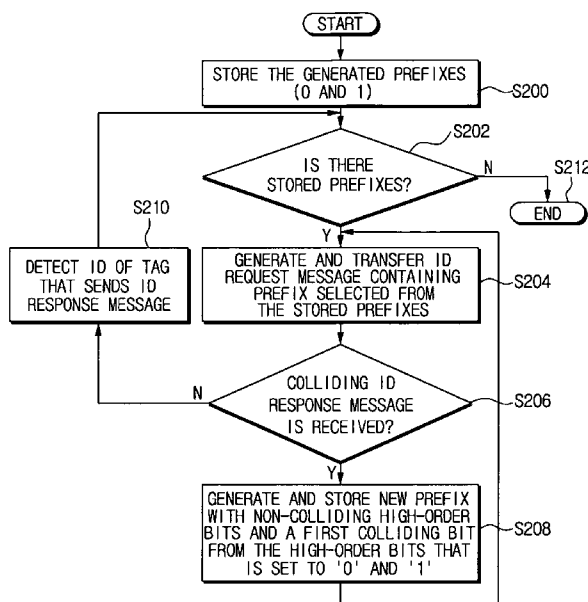 START
STORE THE GENERATED PREFIXES
(0 AND 1)
S200
S202
IS THERE
STORED PREFIXES?
N
S212
END
Y
S210
DETECT ID OF TAG
THAT SENDS ID
RESPONSE MESSAGE
GENERATE AND TRANSFER ID
REQUEST MESSAGE CONTAINING
PREFIX SELECTED FROM
THE STORED PREFIXES
S204
N
COLLIDING ID
RESPONSE MESSAGE
IS RECEIVED?
S206
Y
GENERATE AND STORE NEW PREFIX
WITH NON-COLLIDING HIGH-ORDER
BITS AND A FIRST COLLIDING BIT
FROM THE HIGH-ORDER BITS THAT
IS SET TO '0' AND '1'
S208